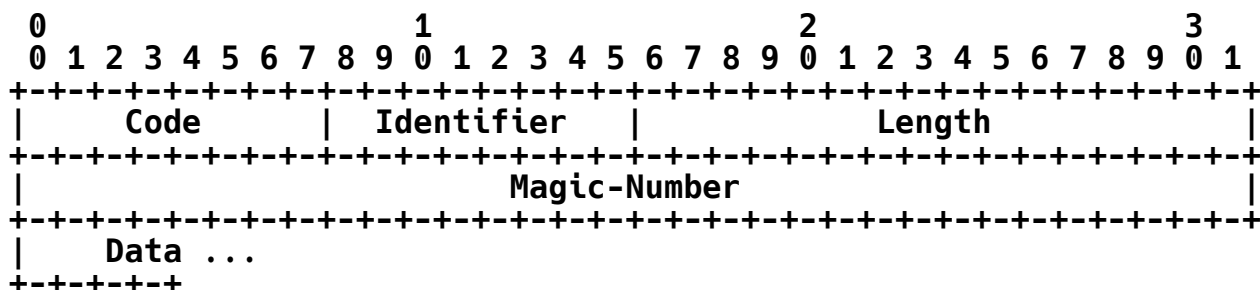 0                   1                   2                   3
 0 1 2 3 4 5 6 7 8 9 0 1 2 3 4 5 6 7 8 9 0 1 2 3 4 5 6 7 8 9 0 1
+-+-+-+-+-+-+-+-+-+-+-+-+-+-+-+-+-+-+-+-+-+-+-+-+-+-+-+-+-+-+-+-+
|     Code      |  Identifier   |            Length             |
+-+-+-+-+-+-+-+-+-+-+-+-+-+-+-+-+-+-+-+-+-+-+-+-+-+-+-+-+-+-+-+-+
|                         Magic-Number                          |
+-+-+-+-+-+-+-+-+-+-+-+-+-+-+-+-+-+-+-+-+-+-+-+-+-+-+-+-+-+-+-+-+
|    Data ...
+-+-+-+-+